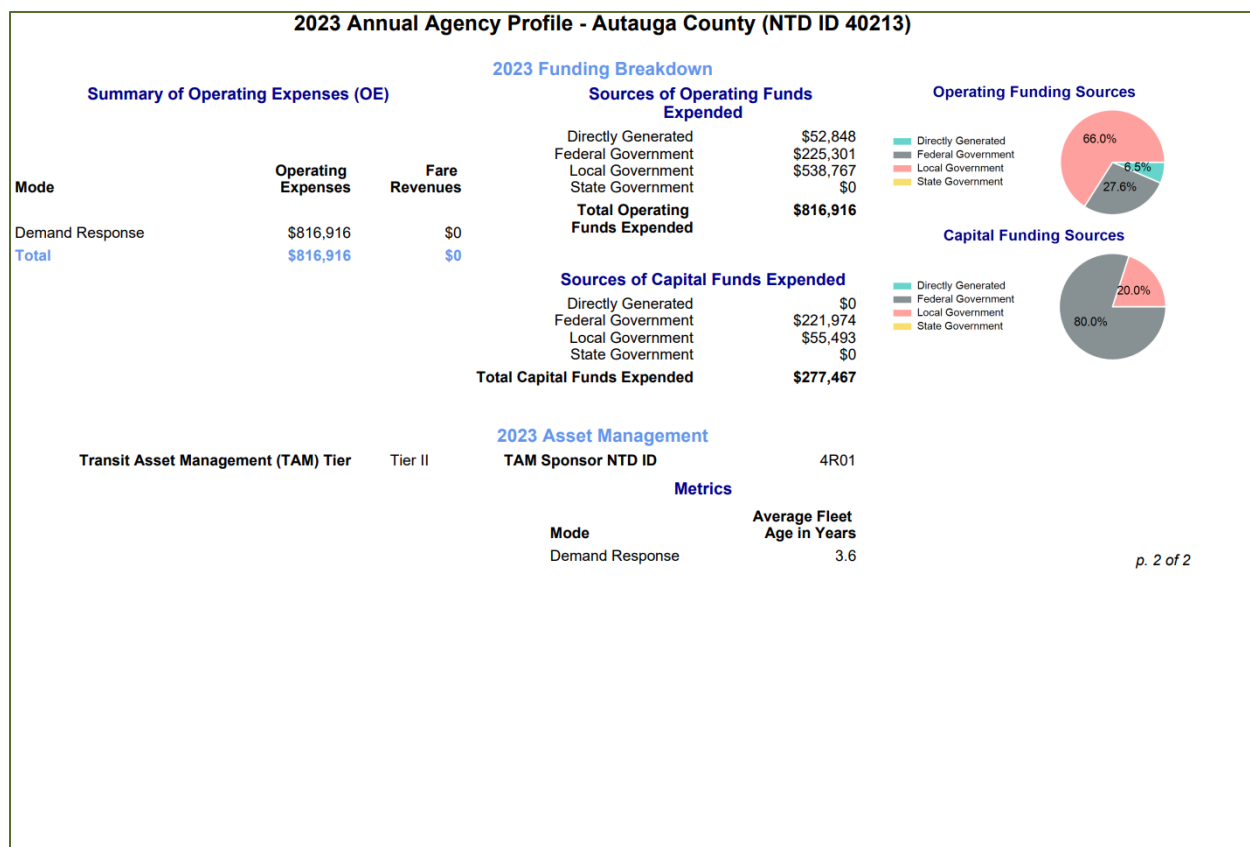 2023 Annual Agency Profile - Autauga County (NTD ID 40213)
2023 Funding Breakdown
Summary of Operating Expenses (OE)
Mode Operating Expenses Fare Revenues
Demand Response $816,916 $0
Total $816,916 $0
Sources of Operating Funds
Expended
Directly Generated $52,848
Federal Government $225,301
Local Government $538,767
State Government $0
Total Operating Funds Expended $816,916
Sources of Capital Funds Expended
Directly Generated $0
Federal Government $221,974
Local Government $55,493
State Government $0
Total Capital Funds Expended $277,467
Operating Funding Sources
Directly Generated
Federal Government
Local Government
State Government
66.0%
6.5%
27.6%
Capital Funding Sources
Directly Generated
Federal Government
Local Government
State Government
20.0%
80.0%
2023 Asset Management
Transit Asset Management (TAM) Tier Tier II TAM Sponsor NTD ID 4R01
Metrics
Mode Average Fleet Age in Years
Demand Response 3.6
p. 2 of 2